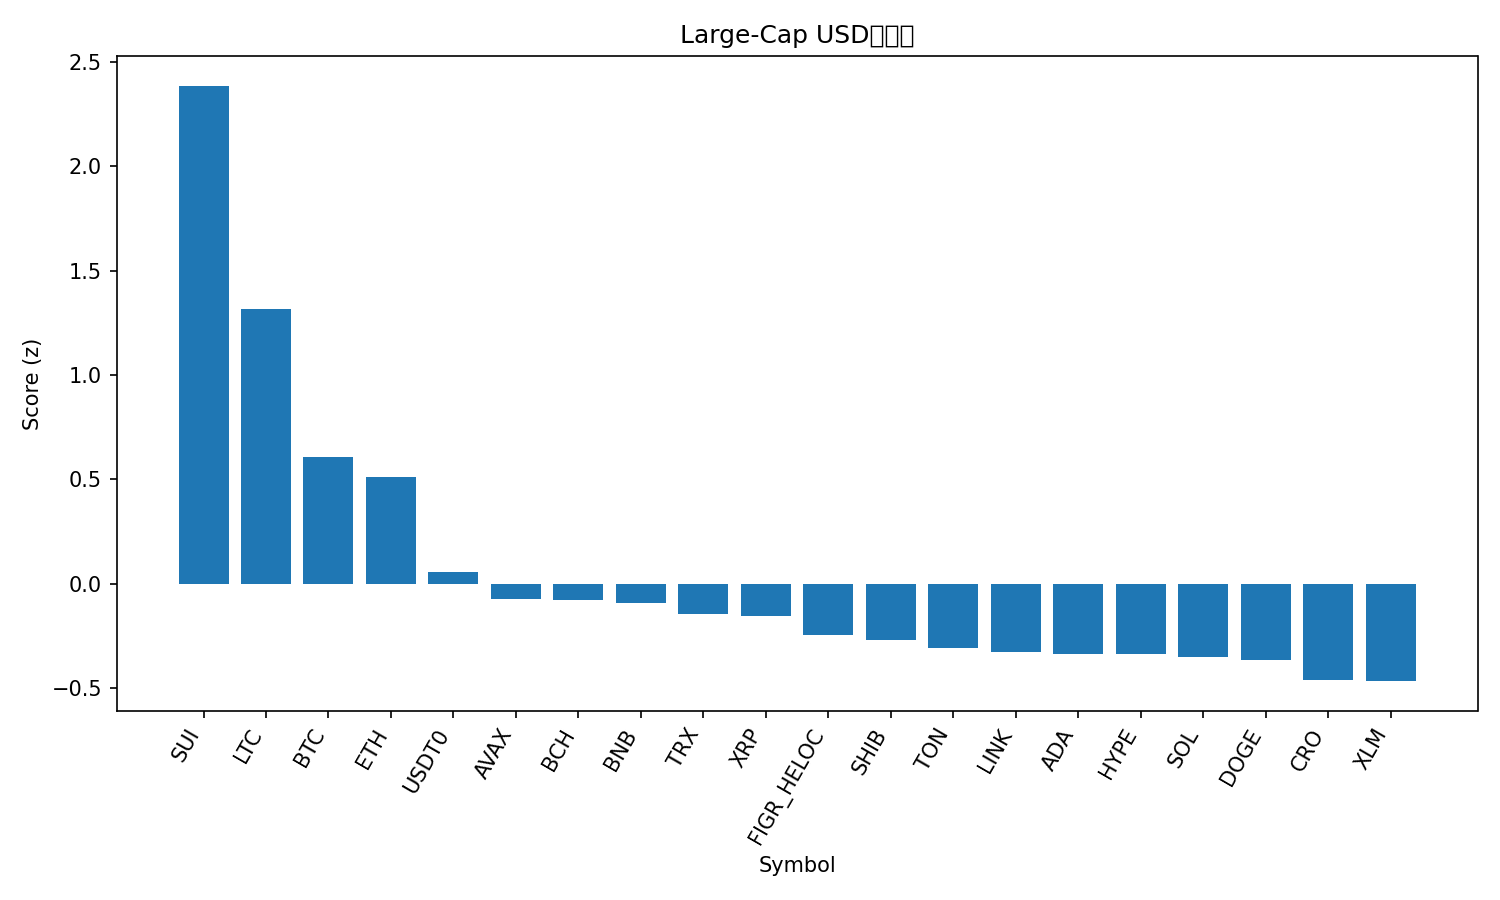 Large-Cap USD
2.5
2.0
1.5
1.0
0.5
0.0
−0.5
Score (z)
SUI
LTC
BTC
ETH
USDT0
AVAX
BCH
BNB
TRX
XRP
FIGR_HELOC
SHIB
TON
LINK
ADA
HYPE
SOL
DOGE
CRO
XLM
Symbol